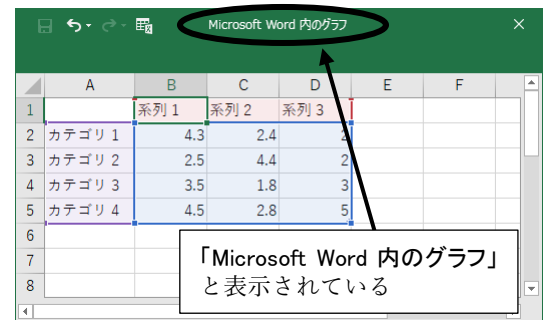 Microsoft Word 内のグラフ
A B C D E F
1 系列 1 系列 2 系列 3
2 カテゴリ 1 4.3 2.4 2
3 カテゴリ 2 2.5 4.4 2
4 カテゴリ 3 3.5 1.8 3
5 カテゴリ 4 4.5 2.8 5
6
7
8
「Microsoft Word 内のグラフ」
と表示されている